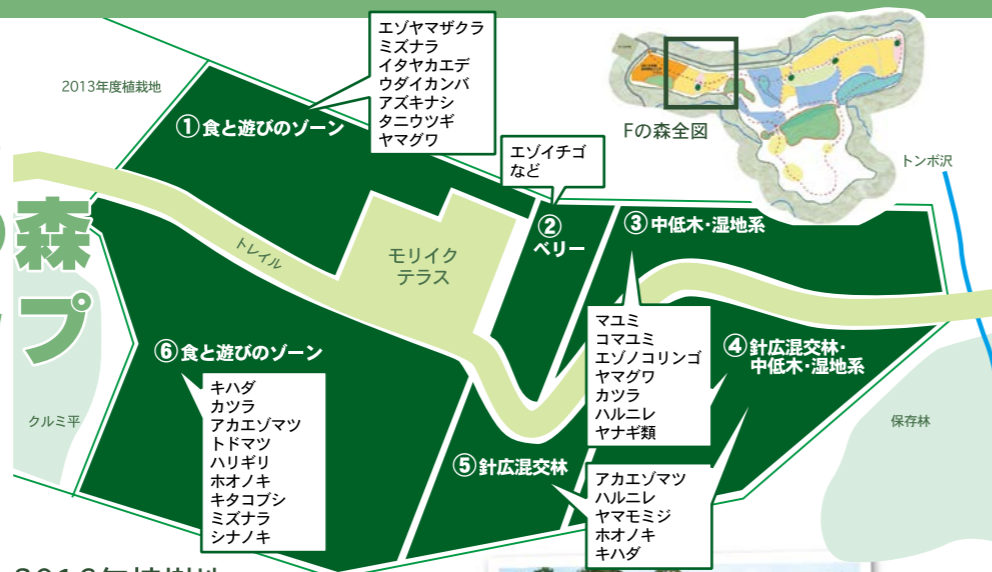 森
プ
2013年度植栽地
①食と遊びのゾーン
エゾヤマザクラ
ミズナラ
イタヤカエデ
ウダイカンバ
アズキナシ
タニウツギ
ヤマグワ
Fの森全図
トンボ沢
エゾイチゴ
など
②
ベリー
③中低木・湿地系
トレイル
モリイク
テラス
マユミ
コマユミ
エゾノコリンゴ
ヤマグワ
カツラ
ハルニレ
ヤナギ類
④針広混交林・
中低木・湿地系
⑥食と遊びのゾーン
キハダ
カツラ
アカエゾマツ
トドマツ
ハリギリ
ホオノキ
キタコブシ
ミズナラ
シナノキ
クルミ平
保存林
⑤針広混交林
アカエゾマツ
ハルニレ
ヤマモミジ
ホオノキ
キハダ
2016年植樹地